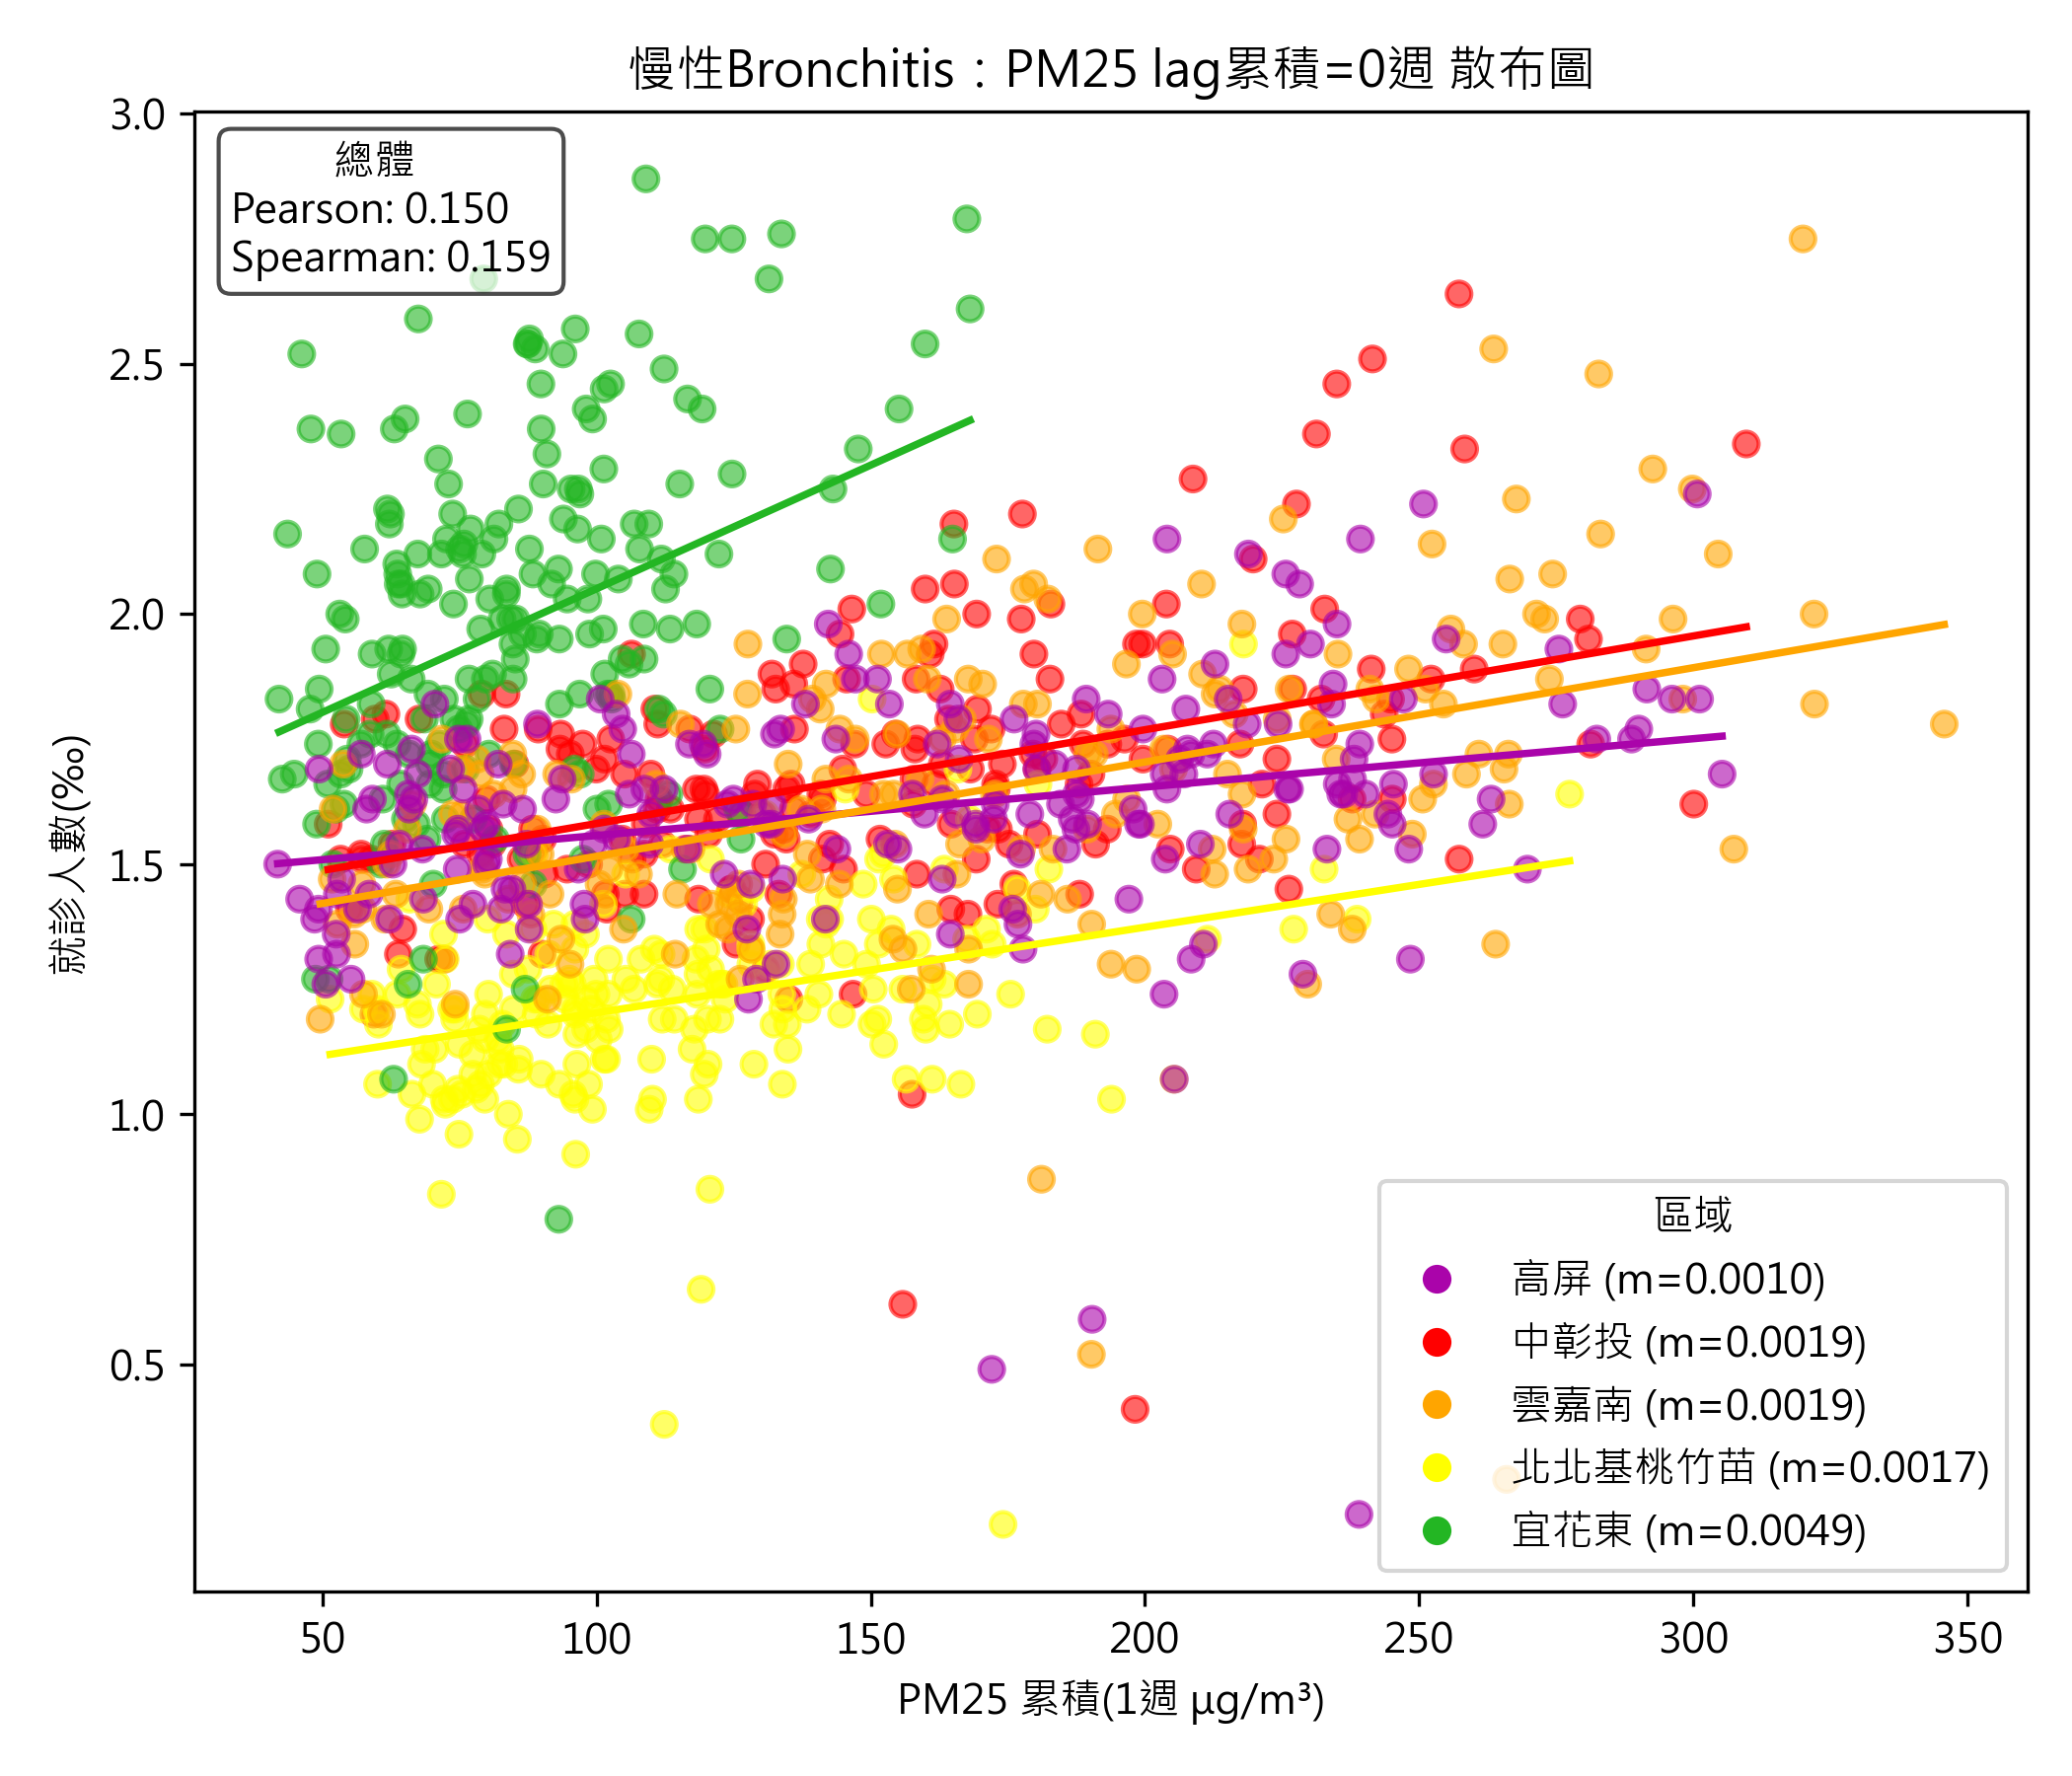 慢性Bronchitis：PM25 lag累積=0週 散布圖
總體
Pearson: 0.150
Spearman: 0.159
3.0
2.5
2.0
1.5
1.0
0.5
就診人數(‰)
50 100 150 200 250 300 350
PM25 累積(1週 μg/m³)
區域
高屏 (m=0.0010)
中彰投 (m=0.0019)
雲嘉南 (m=0.0019)
北北基桃竹苗 (m=0.0017)
宜花東 (m=0.0049)